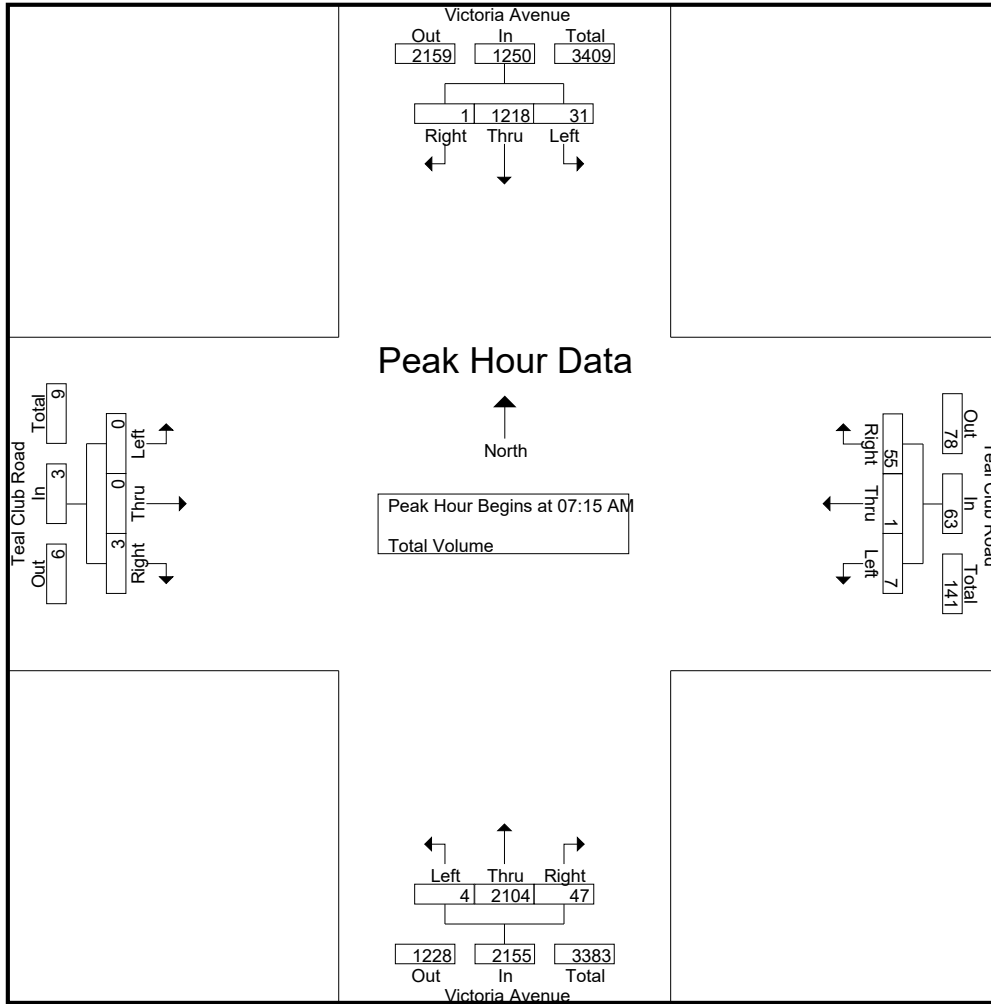 Victoria Avenue
Out In Total
2159 1250 3409
1 1218 31
Right Thru Left
Peak Hour Data
North
Peak Hour Begins at 07:15 AM
Total Volume
Teal Club Road
Total In Out
9 3 6
0 0 3
Left Thru Right
Right Thru Left
55 1 7
78 63 141
Out In Total
Teal Club Road
Left Thru Right
4 2104 47
1228 2155 3383
Out In Total
Victoria Avenue